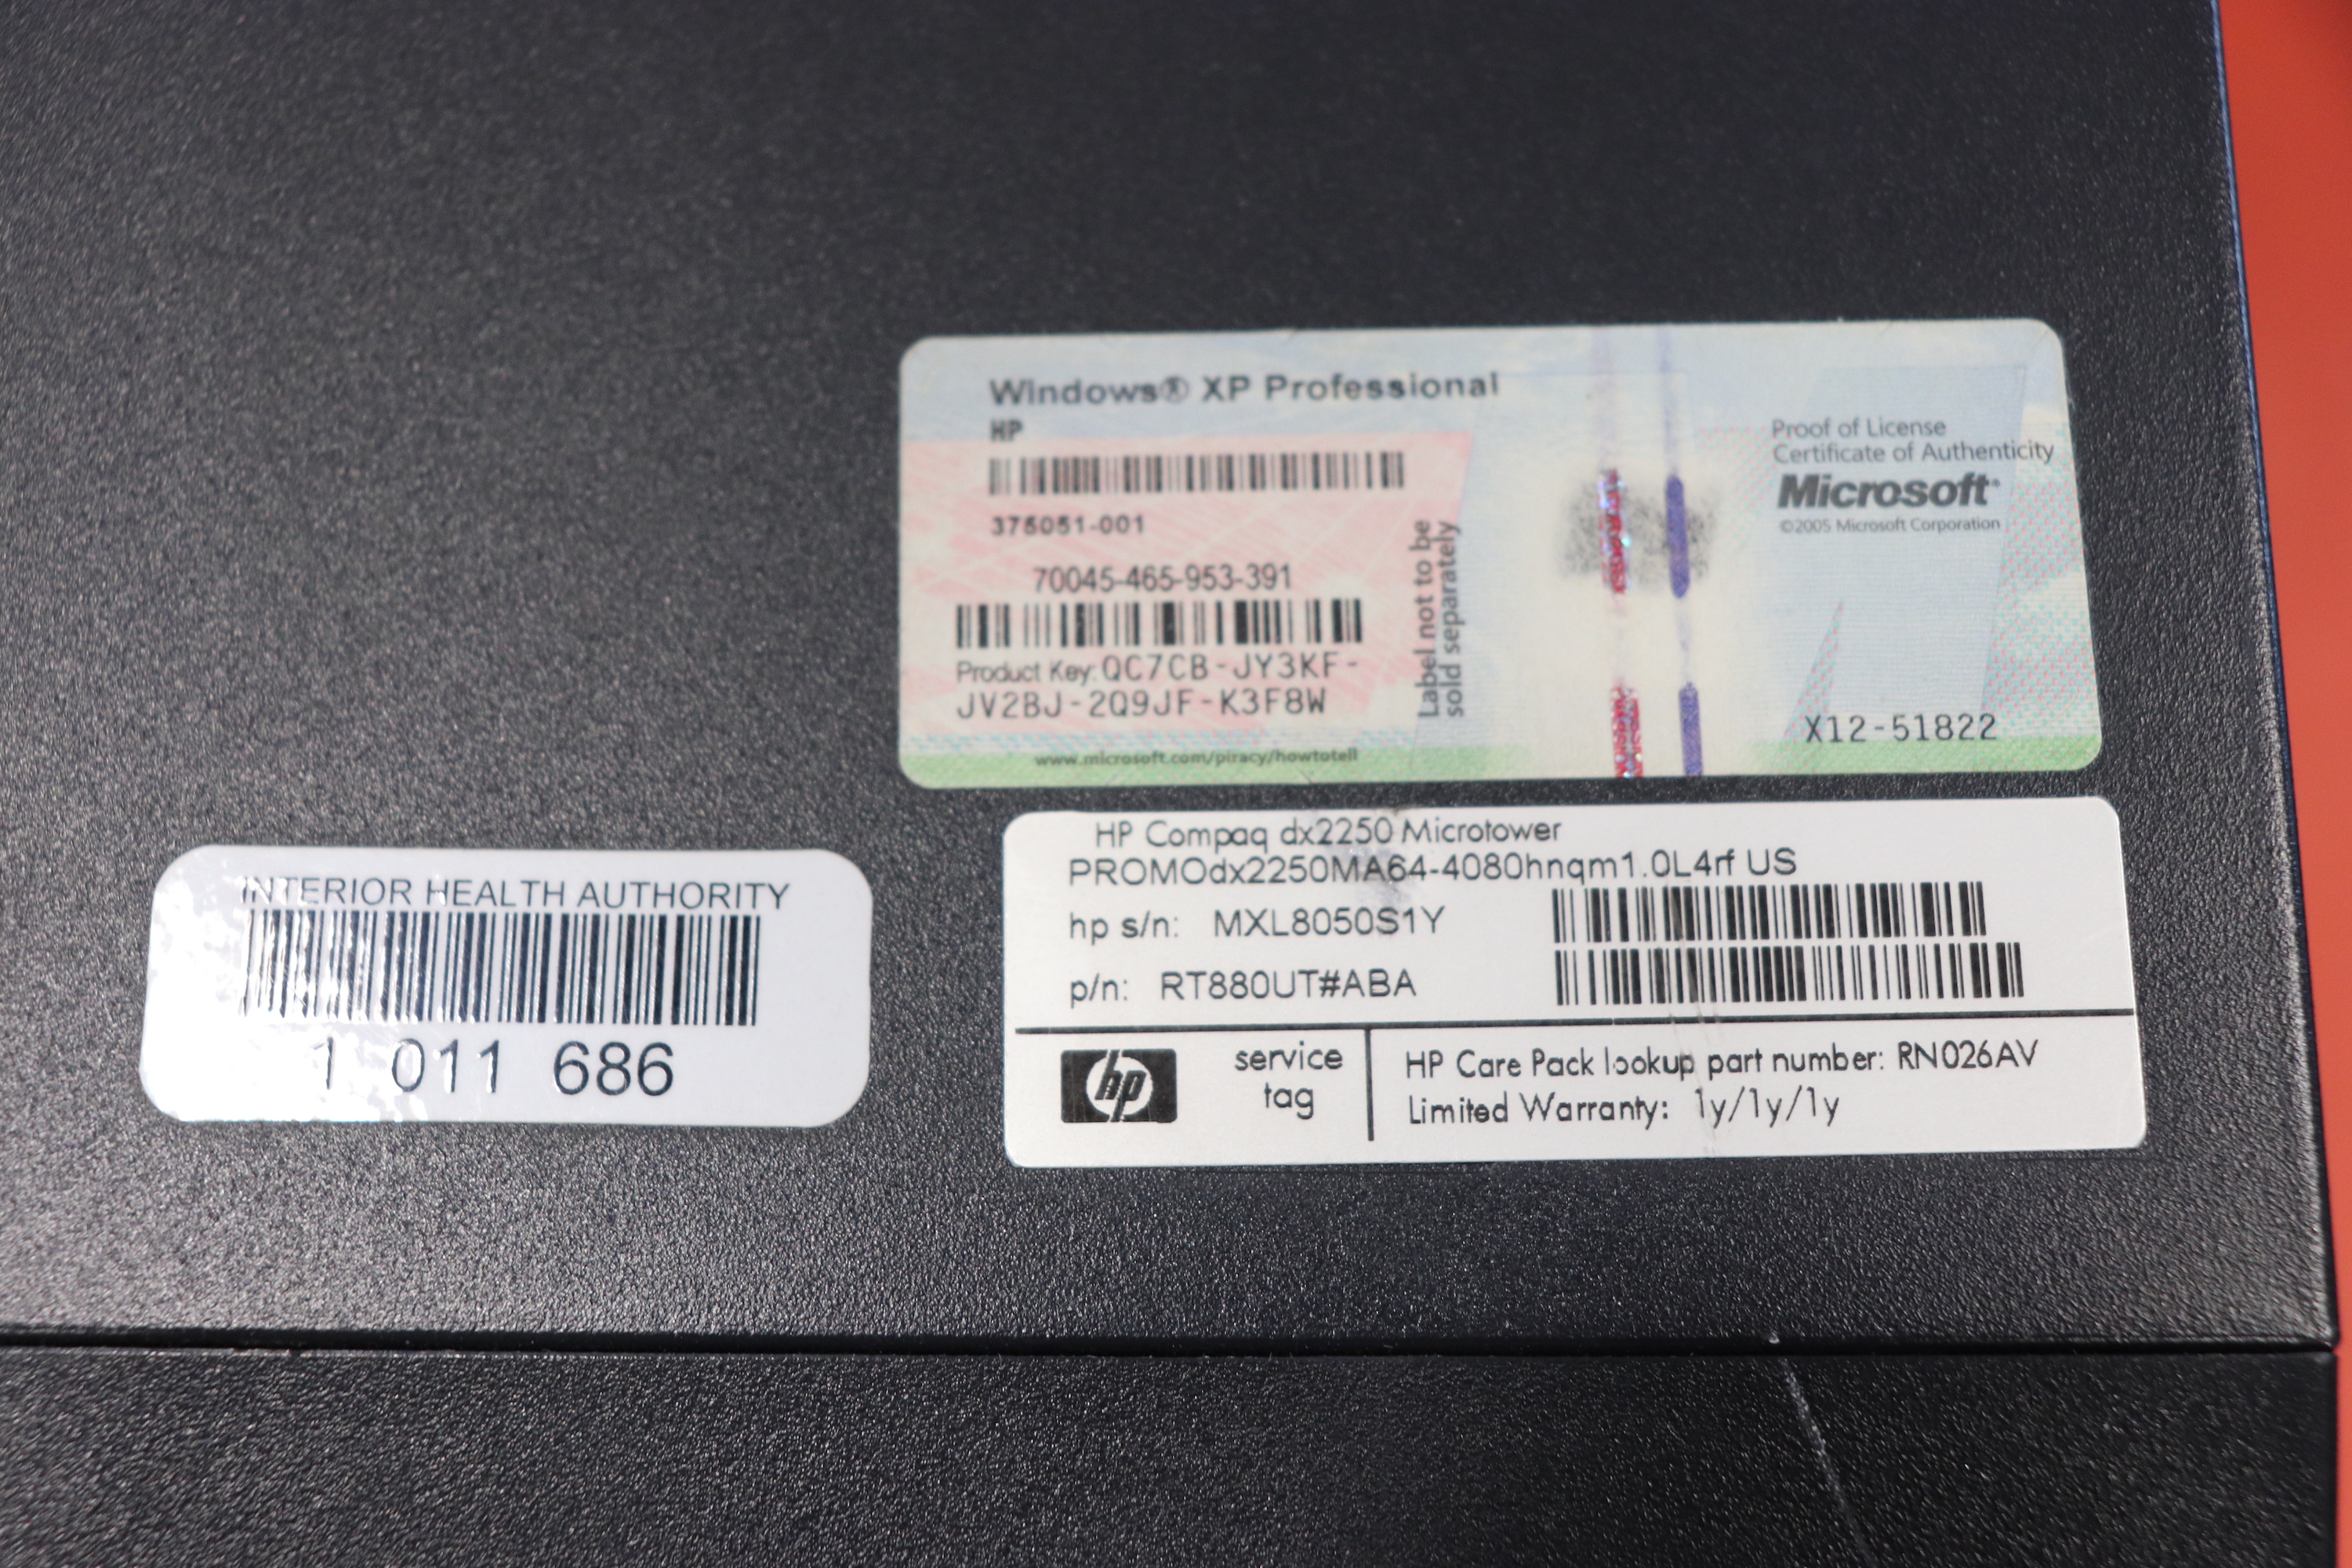 Windows® XP Professional
HP
375051-001
70045-465-953-391
Product Key: QC7CB-JY3KF-
JV2BJ-2Q9JF-K3F8W
www.microsoft.com/piracy/howtotell
Label not to be
sold separately
Proof of License
Certificate of Authenticity
Microsoft®
©2005 Microsoft Corporation
X12-51822
HP Compaq dx2250 Microtower
PROMOdx2250MA64-4080hnqm1.0L4rf US
hp s/n: MXL8050S1Y
p/n: RT880UT#ABA
hp
service
tag
HP Care Pack lookup part number: RN026AV
Limited Warranty: 1y/1y/1y
INTERIOR HEALTH AUTHORITY
1 011 686